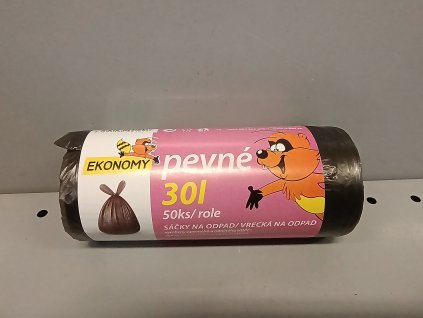 EKONOMY
pevné
30l
50ks/ role
SÁČKY NA ODPAD/ VRECKÁ NA ODPAD